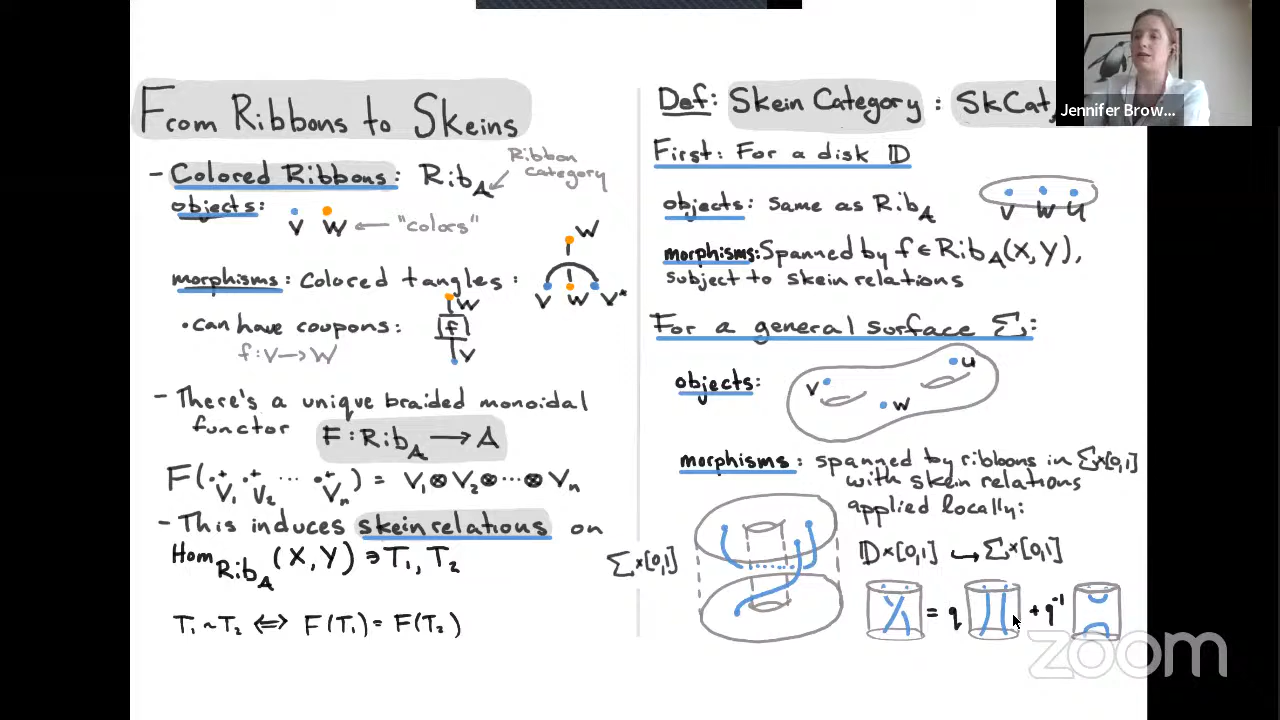 From Ribbons to Skeins
- Colored Ribbons: Rib_A
Ribbon category
objects:
V W ← "colors"
morphisms: Colored tangles:
W
V W V*
• can have coupons:
f: V → W
W
f
V
- There's a unique braided monoidal
functor F: Rib_A → A
F(·+ ·+ ... ·+) = V₁⊗V₂⊗...⊗Vₙ
V₁ V₂ Vₙ
- This induces skein relations on
Hom_Rib_A (X, Y) ∋ T₁, T₂
T₁ ~ T₂ ⟺ F(T₁) = F(T₂)
Def: Skein Category: SkCat
First: For a disk D
objects: Same as Rib_A
V W U
morphisms: Spanned by f ∈ Rib_A(X, Y),
subject to skein relations
For a general surface Σ:
objects:
V W U
morphisms: spanned by ribbons in Σ×[0,1]
with skein relations
applied locally:
Σ×[0,1]
D×[0,1] ↪ Σ×[0,1]
= q + q⁻¹
Jennifer Brow...
zoom